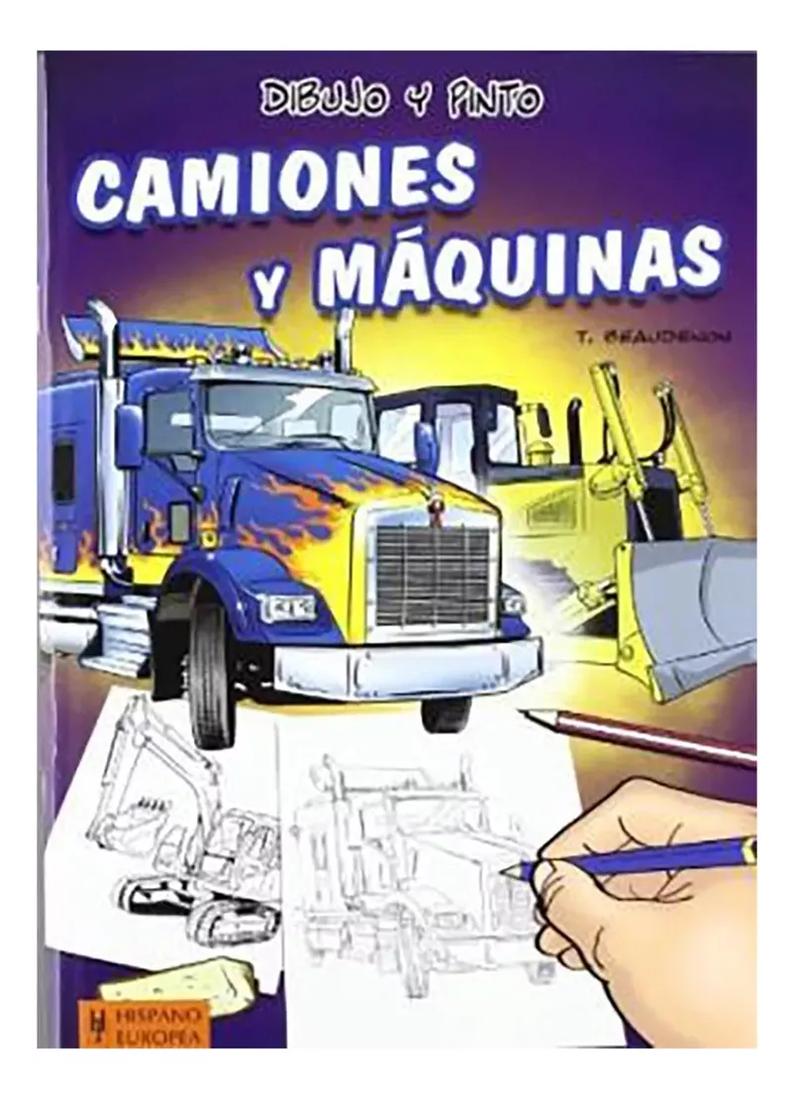 DIBUJO Y PINTO
CAMIONES
Y MÁQUINAS
T. BEAUDENON
HISPANO
EUROPEA